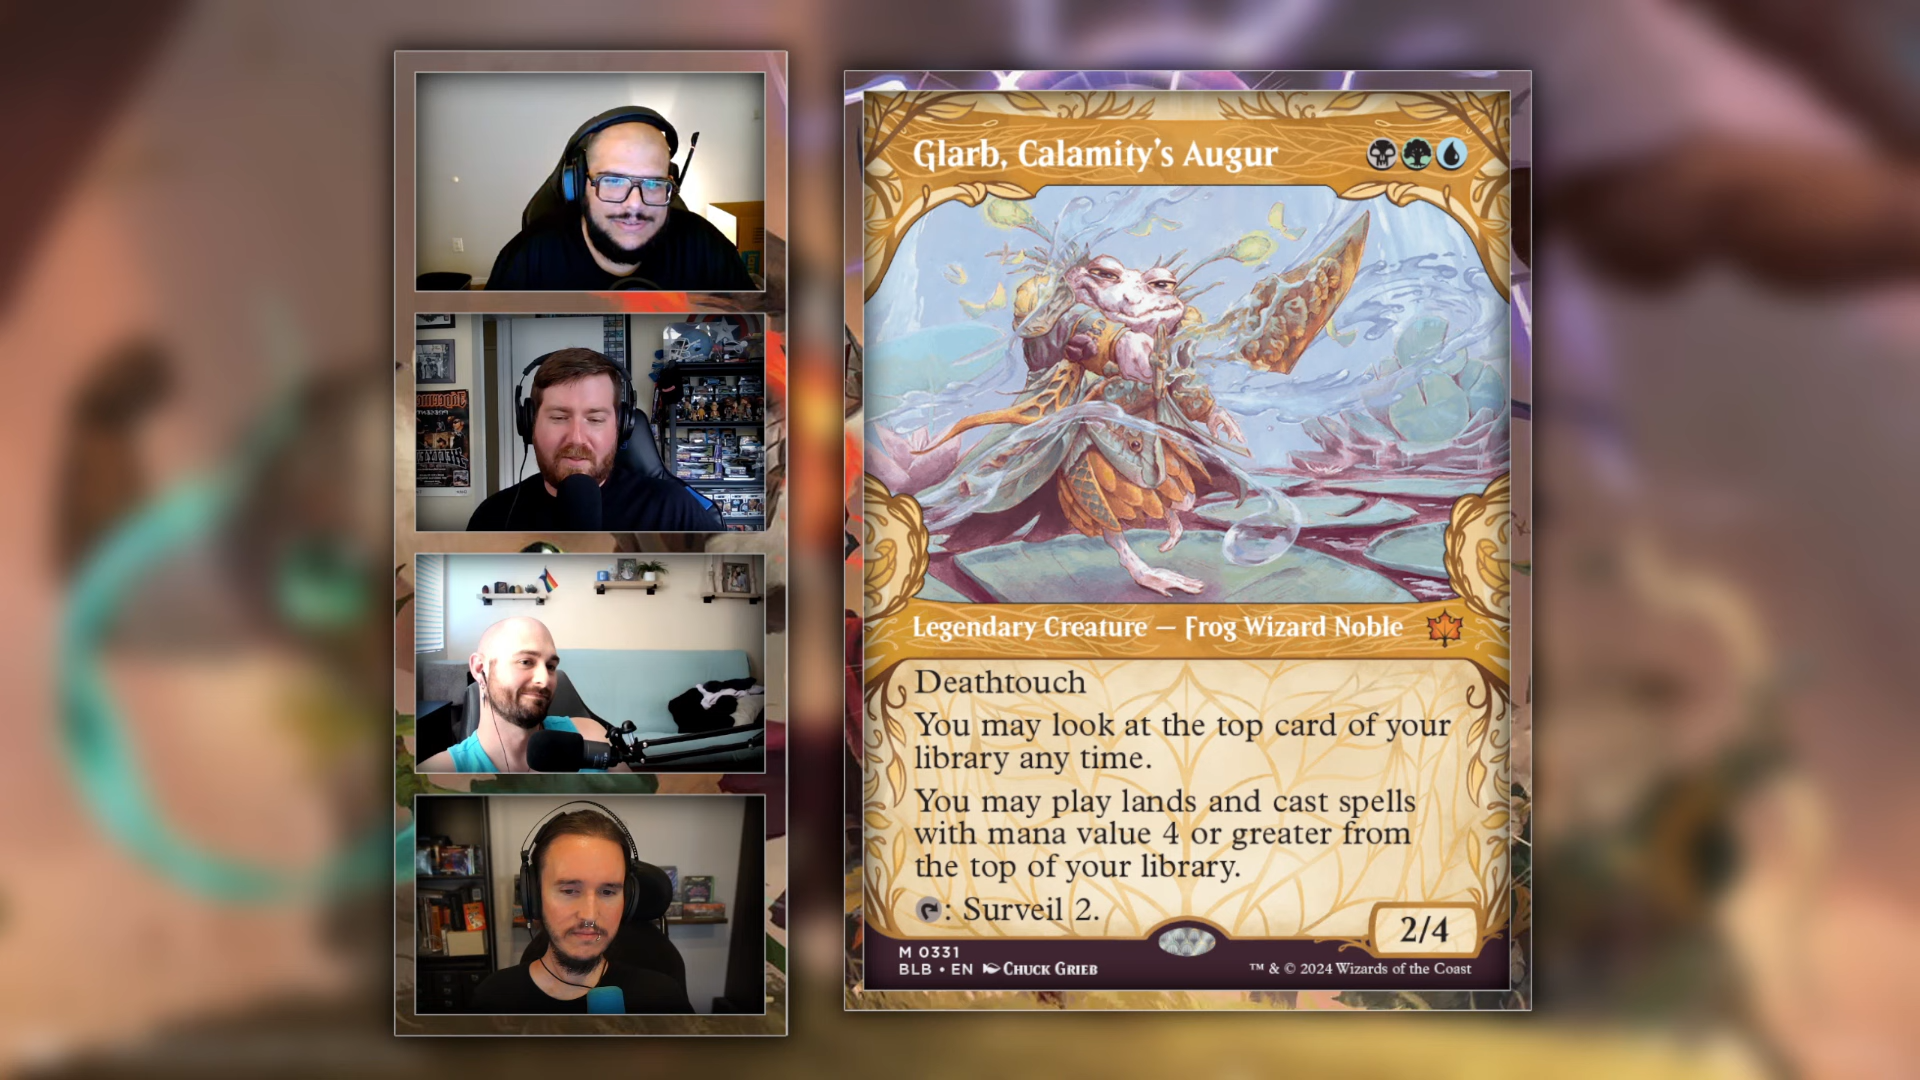 Glarb, Calamity's Augur
Legendary Creature — Frog Wizard Noble
Deathtouch
You may look at the top card of your
library any time.
You may play lands and cast spells
with mana value 4 or greater from
the top of your library.
: Surveil 2.
2/4
M 0331
BLB • EN CHUCK GRIEB
™ & © 2024 Wizards of the Coast